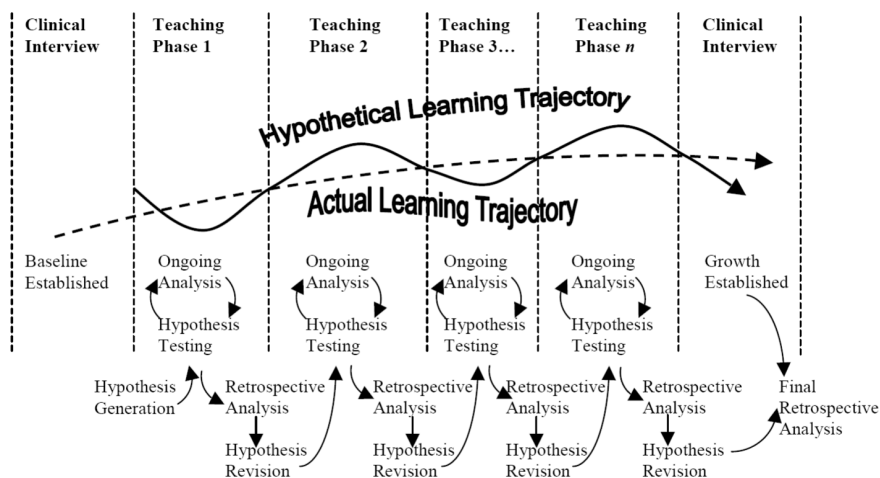 Clinical
Interview
Teaching
Phase 1
Teaching
Phase 2
Teaching
Phase 3…
Teaching
Phase n
Clinical
Interview
Hypothetical Learning Trajectory
Actual Learning Trajectory
Baseline
Established
Ongoing
Analysis
Hypothesis
Testing
Ongoing
Analysis
Hypothesis
Testing
Ongoing
Analysis
Hypothesis
Testing
Ongoing
Analysis
Hypothesis
Testing
Growth
Established
Hypothesis
Generation
Retrospective
Analysis
Hypothesis
Revision
Retrospective
Analysis
Hypothesis
Revision
Retrospective
Analysis
Hypothesis
Revision
Retrospective
Analysis
Hypothesis
Revision
Final
Retrospective
Analysis